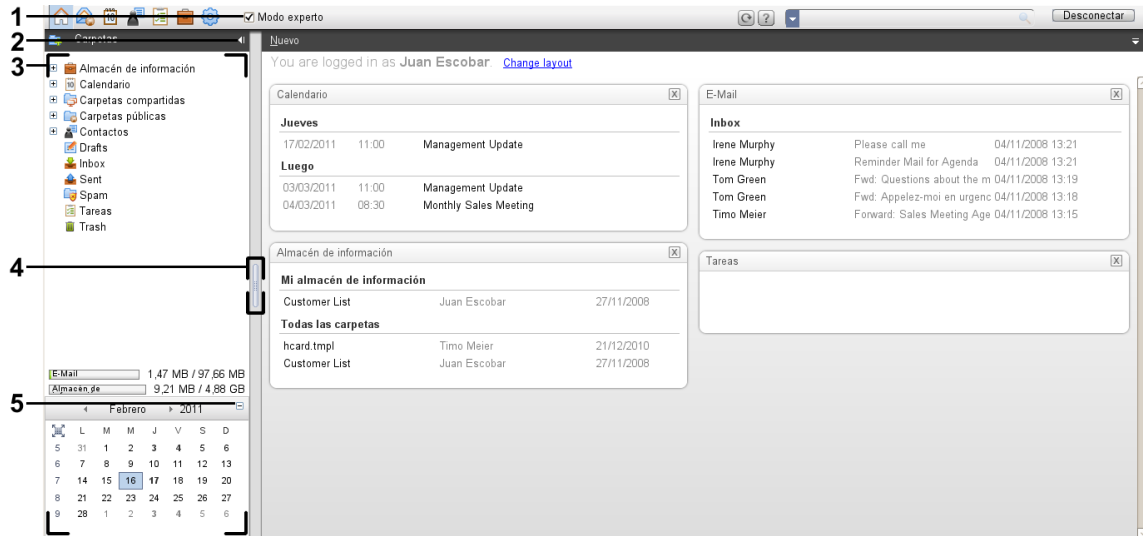 1
Modo experto
Desconectar
2
Carpetas
Nuevo
3
You are logged in as Juan Escobar. Change layout
Almacén de información
Calendario
Carpetas compartidas
Carpetas públicas
Contactos
Drafts
Inbox
Sent
Spam
Tareas
Trash
4
E-Mail 1,47 MB / 97,66 MB
Almacén de 9,21 MB / 4,88 GB
5
Febrero 2011
L M M J V S D
5 31 1 2 3 4 5 6
6 7 8 9 10 11 12 13
7 14 15 16 17 18 19 20
8 21 22 23 24 25 26 27
9 28 1 2 3 4 5 6
Calendario X
Jueves
17/02/2011 11:00 Management Update
Luego
03/03/2011 11:00 Management Update
04/03/2011 08:30 Monthly Sales Meeting
Almacén de información X
Mi almacén de información
Customer List Juan Escobar 27/11/2008
Todas las carpetas
hcard.tmpl Timo Meier 21/12/2010
Customer List Juan Escobar 27/11/2008
E-Mail X
Inbox
Irene Murphy Please call me 04/11/2008 13:21
Irene Murphy Reminder Mail for Agenda 04/11/2008 13:21
Tom Green Fwd: Questions about the m 04/11/2008 13:19
Tom Green Fwd: Appelez-moi en urgenc 04/11/2008 13:18
Timo Meier Forward: Sales Meeting Age 04/11/2008 13:15
Tareas X